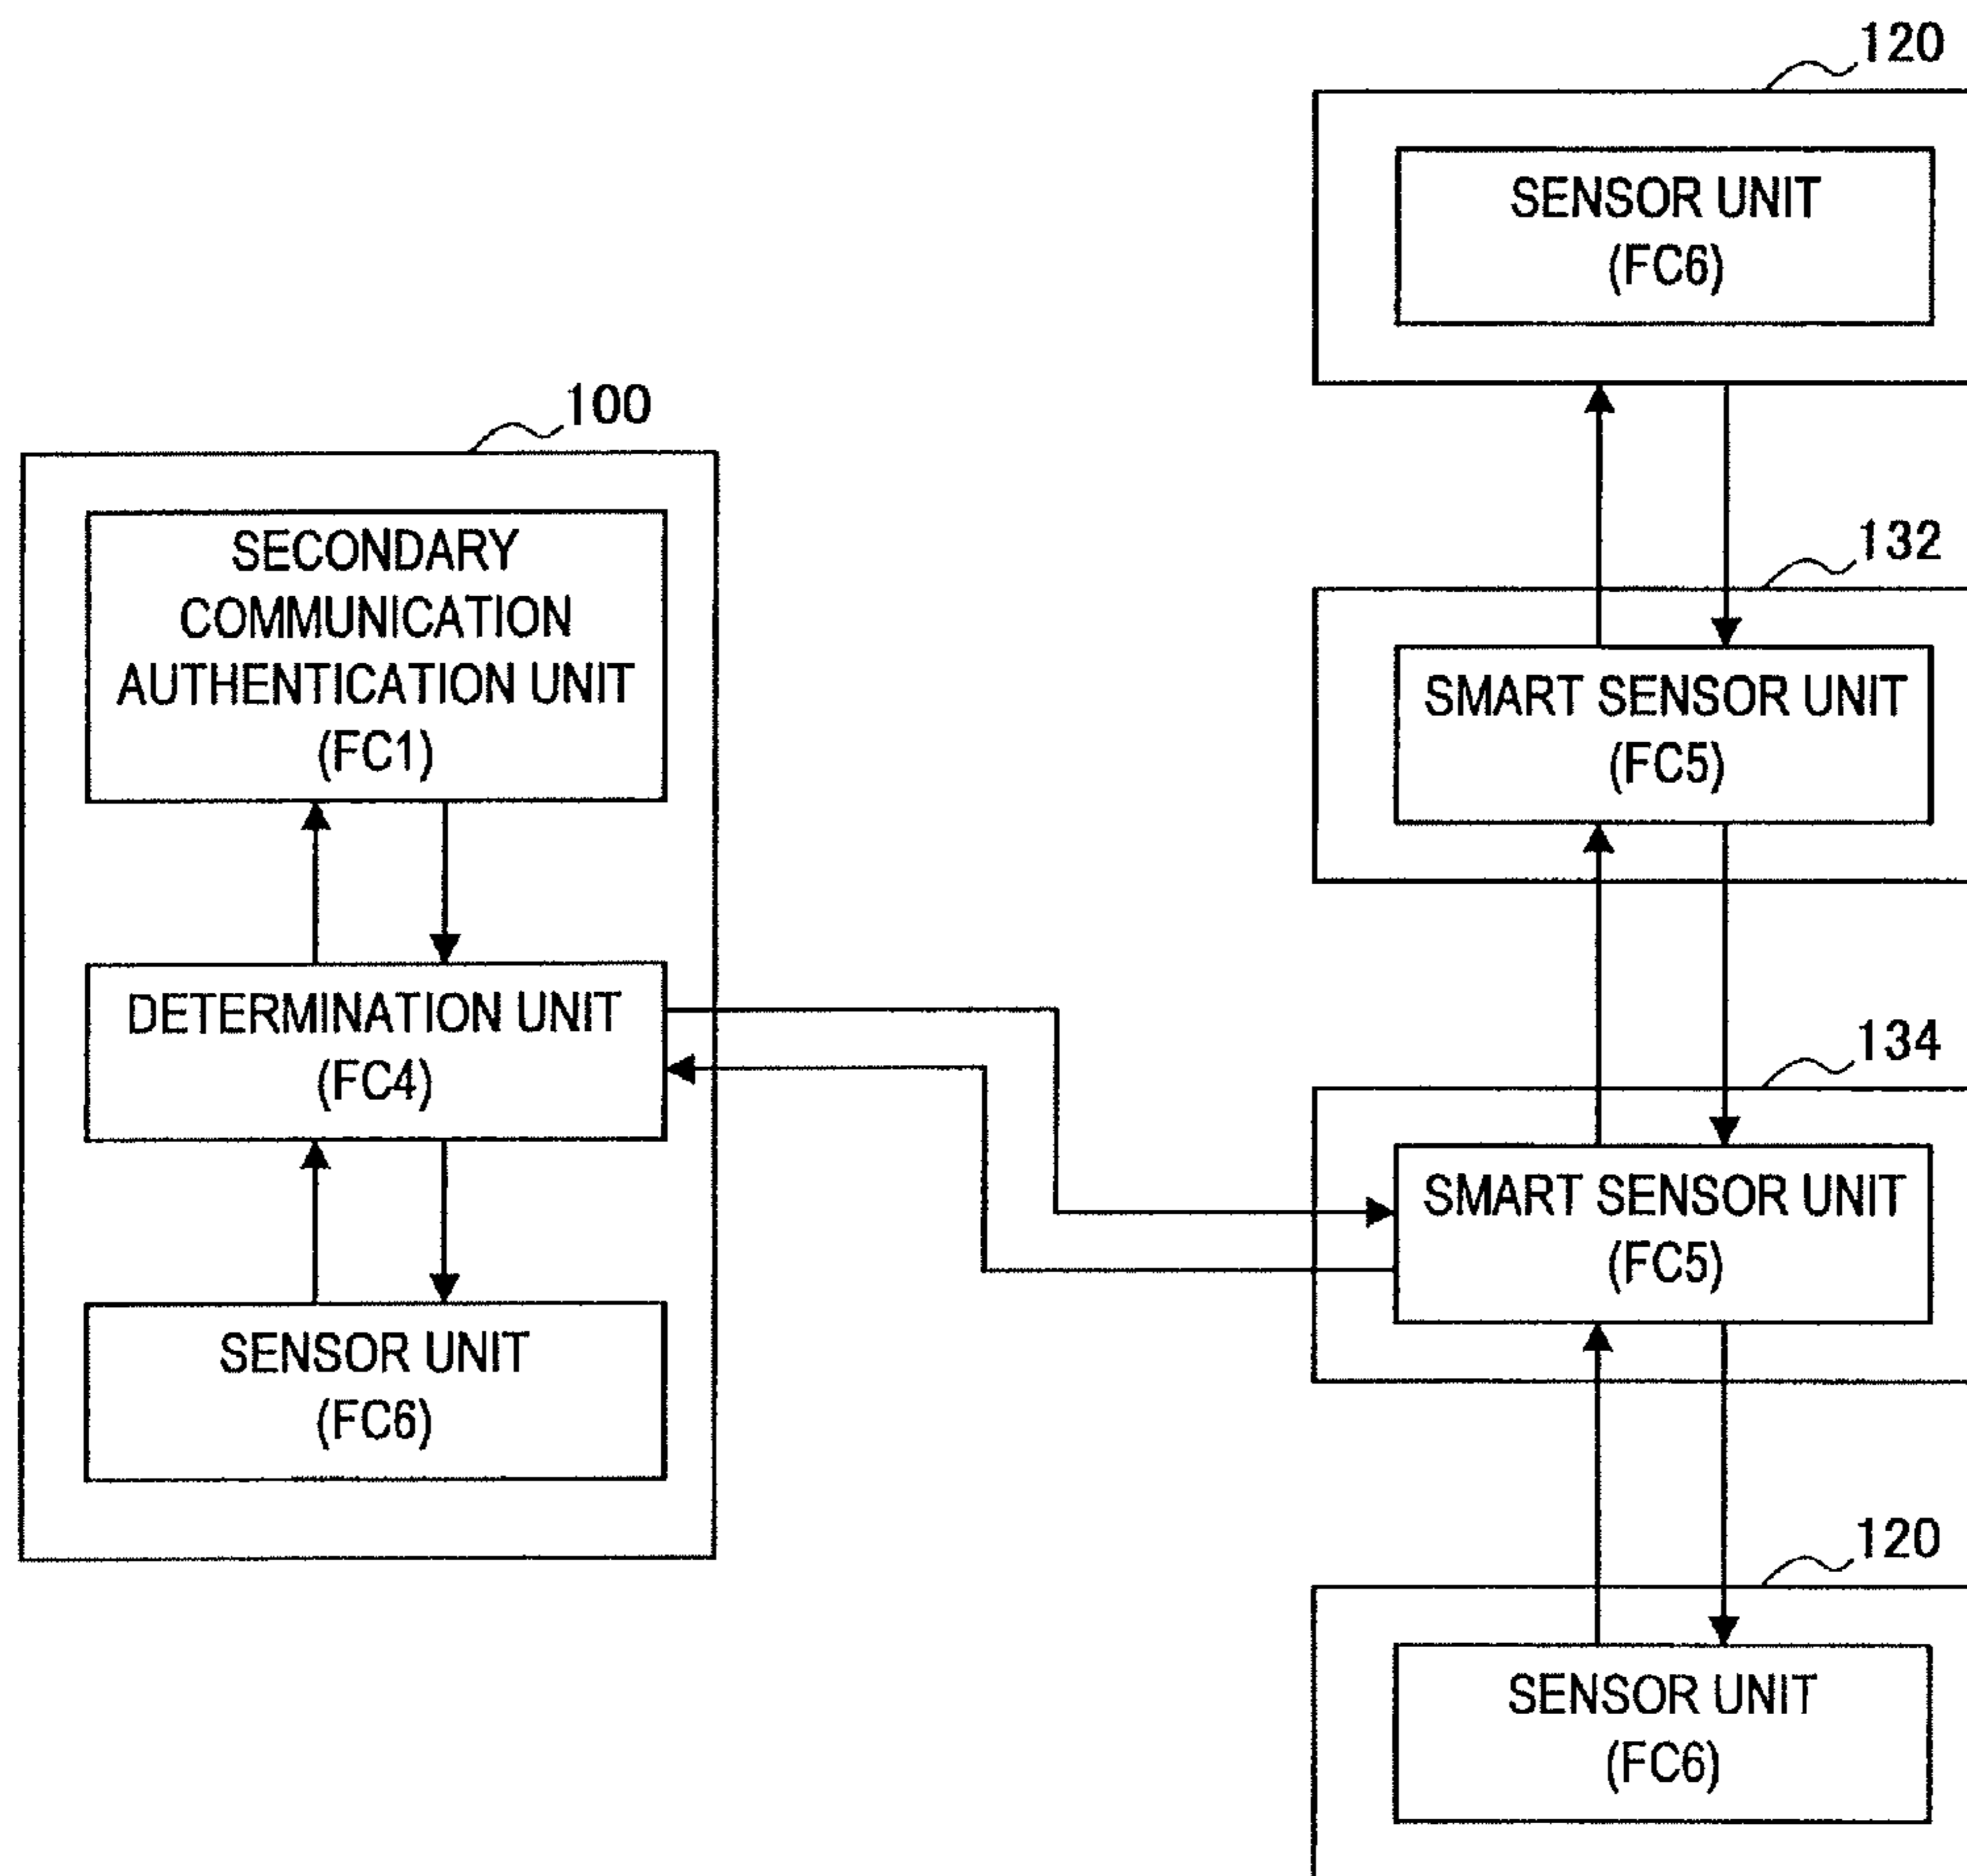 100
SECONDARY
COMMUNICATION
AUTHENTICATION UNIT
(FC1)
DETERMINATION UNIT
(FC4)
SENSOR UNIT
(FC6)
120
SENSOR UNIT
(FC6)
132
SMART SENSOR UNIT
(FC5)
134
SMART SENSOR UNIT
(FC5)
120
SENSOR UNIT
(FC6)